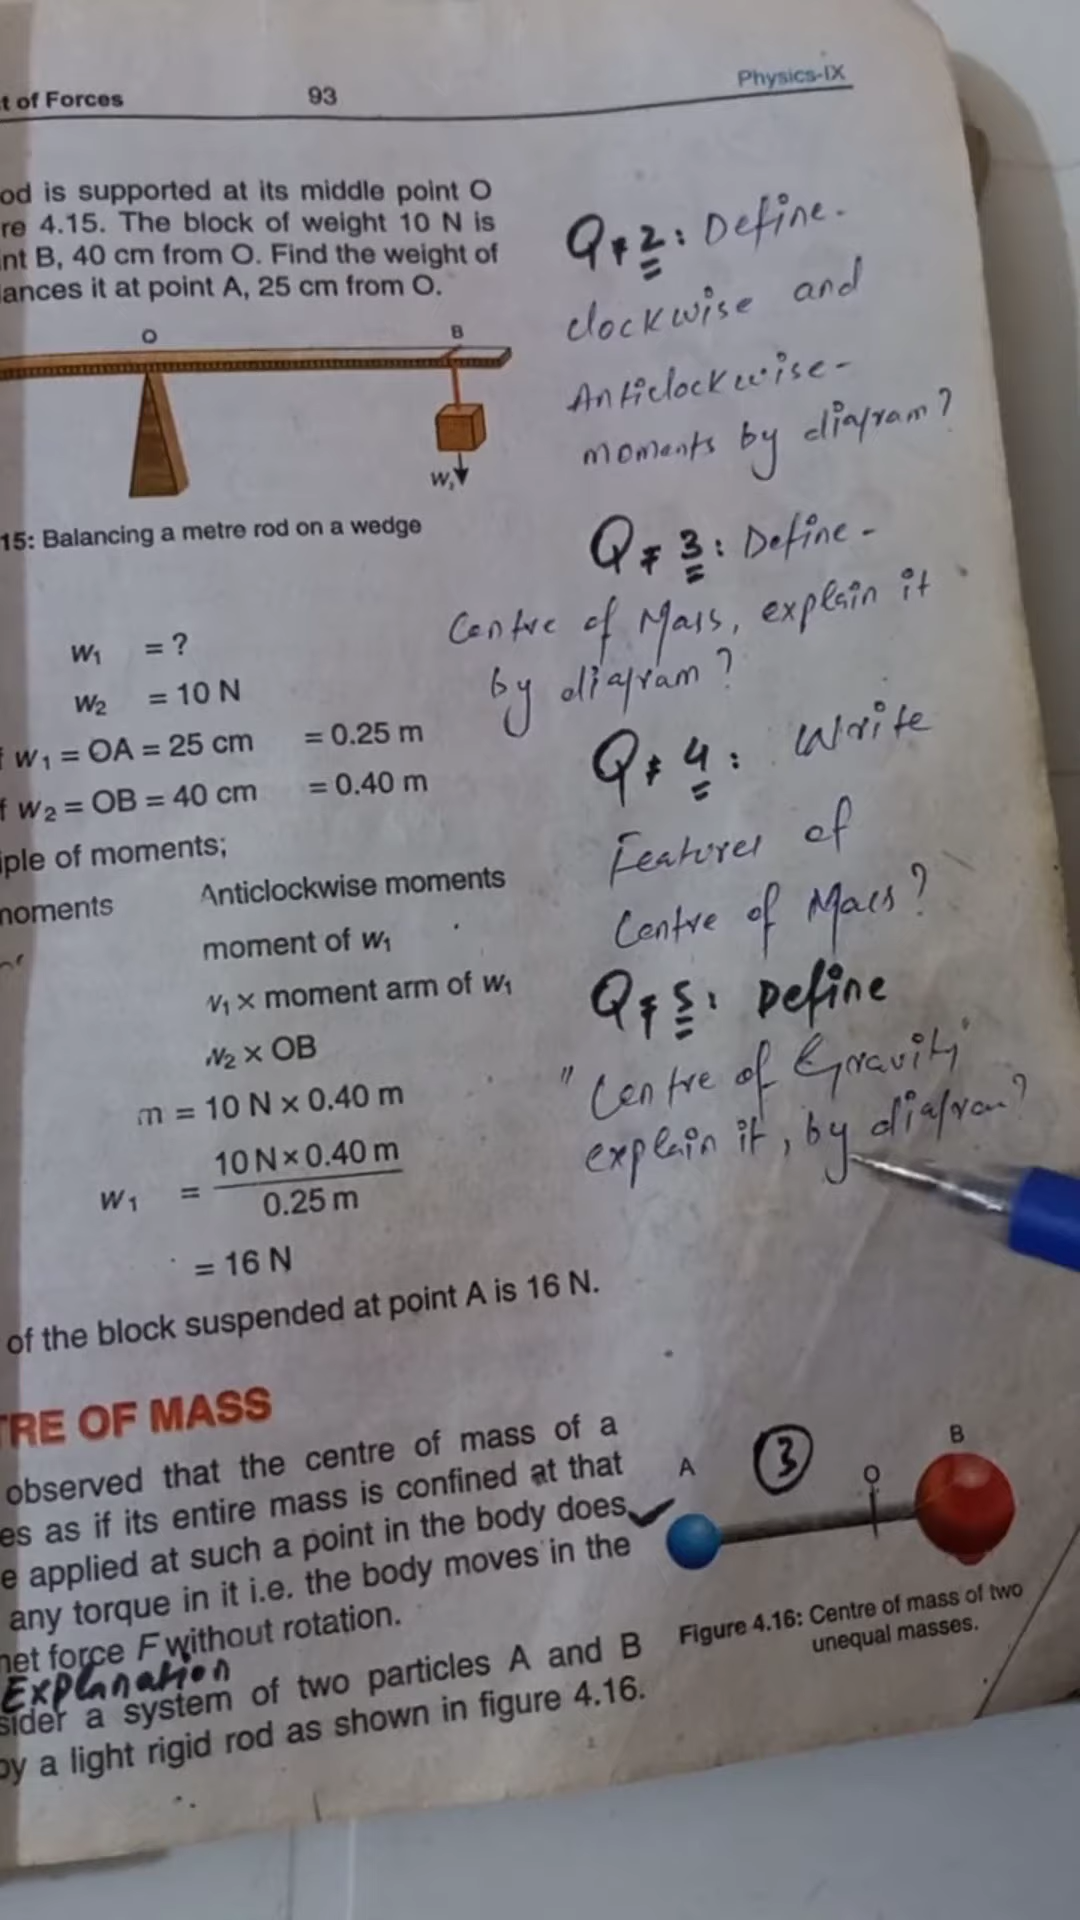 t of Forces 93 Physics-IX
od is supported at its middle point O
re 4.15. The block of weight 10 N is
nt B, 40 cm from O. Find the weight of
lances it at point A, 25 cm from O.
O B
W₁
15: Balancing a metre rod on a wedge
w₁ = ?
w₂ = 10 N
f w₁ = OA = 25 cm = 0.25 m
f w₂ = OB = 40 cm = 0.40 m
iple of moments;
moments Anticlockwise moments
moment of w₁
w₁ x moment arm of w₁
w₂ x OB
m = 10 N x 0.40 m
w₁ = 10 N × 0.40 m
0.25 m
= 16 N
of the block suspended at point A is 16 N.
Q # 2: Define
clockwise and
Anticlockwise
moments by diagram?
Q # 3: Define
Centre of Mass, explain it
by diagram?
Q # 4: Write
Features of
Centre of Mass?
Q # 5: Define
"Centre of Gravity"
explain it, by diagram?
TRE OF MASS
observed that the centre of mass of a
es as if its entire mass is confined at that
e applied at such a point in the body does
any torque in it i.e. the body moves in the
net force F without rotation.
Explanation
sider a system of two particles A and B
by a light rigid rod as shown in figure 4.16.
A 3 O B
Figure 4.16: Centre of mass of two
unequal masses.